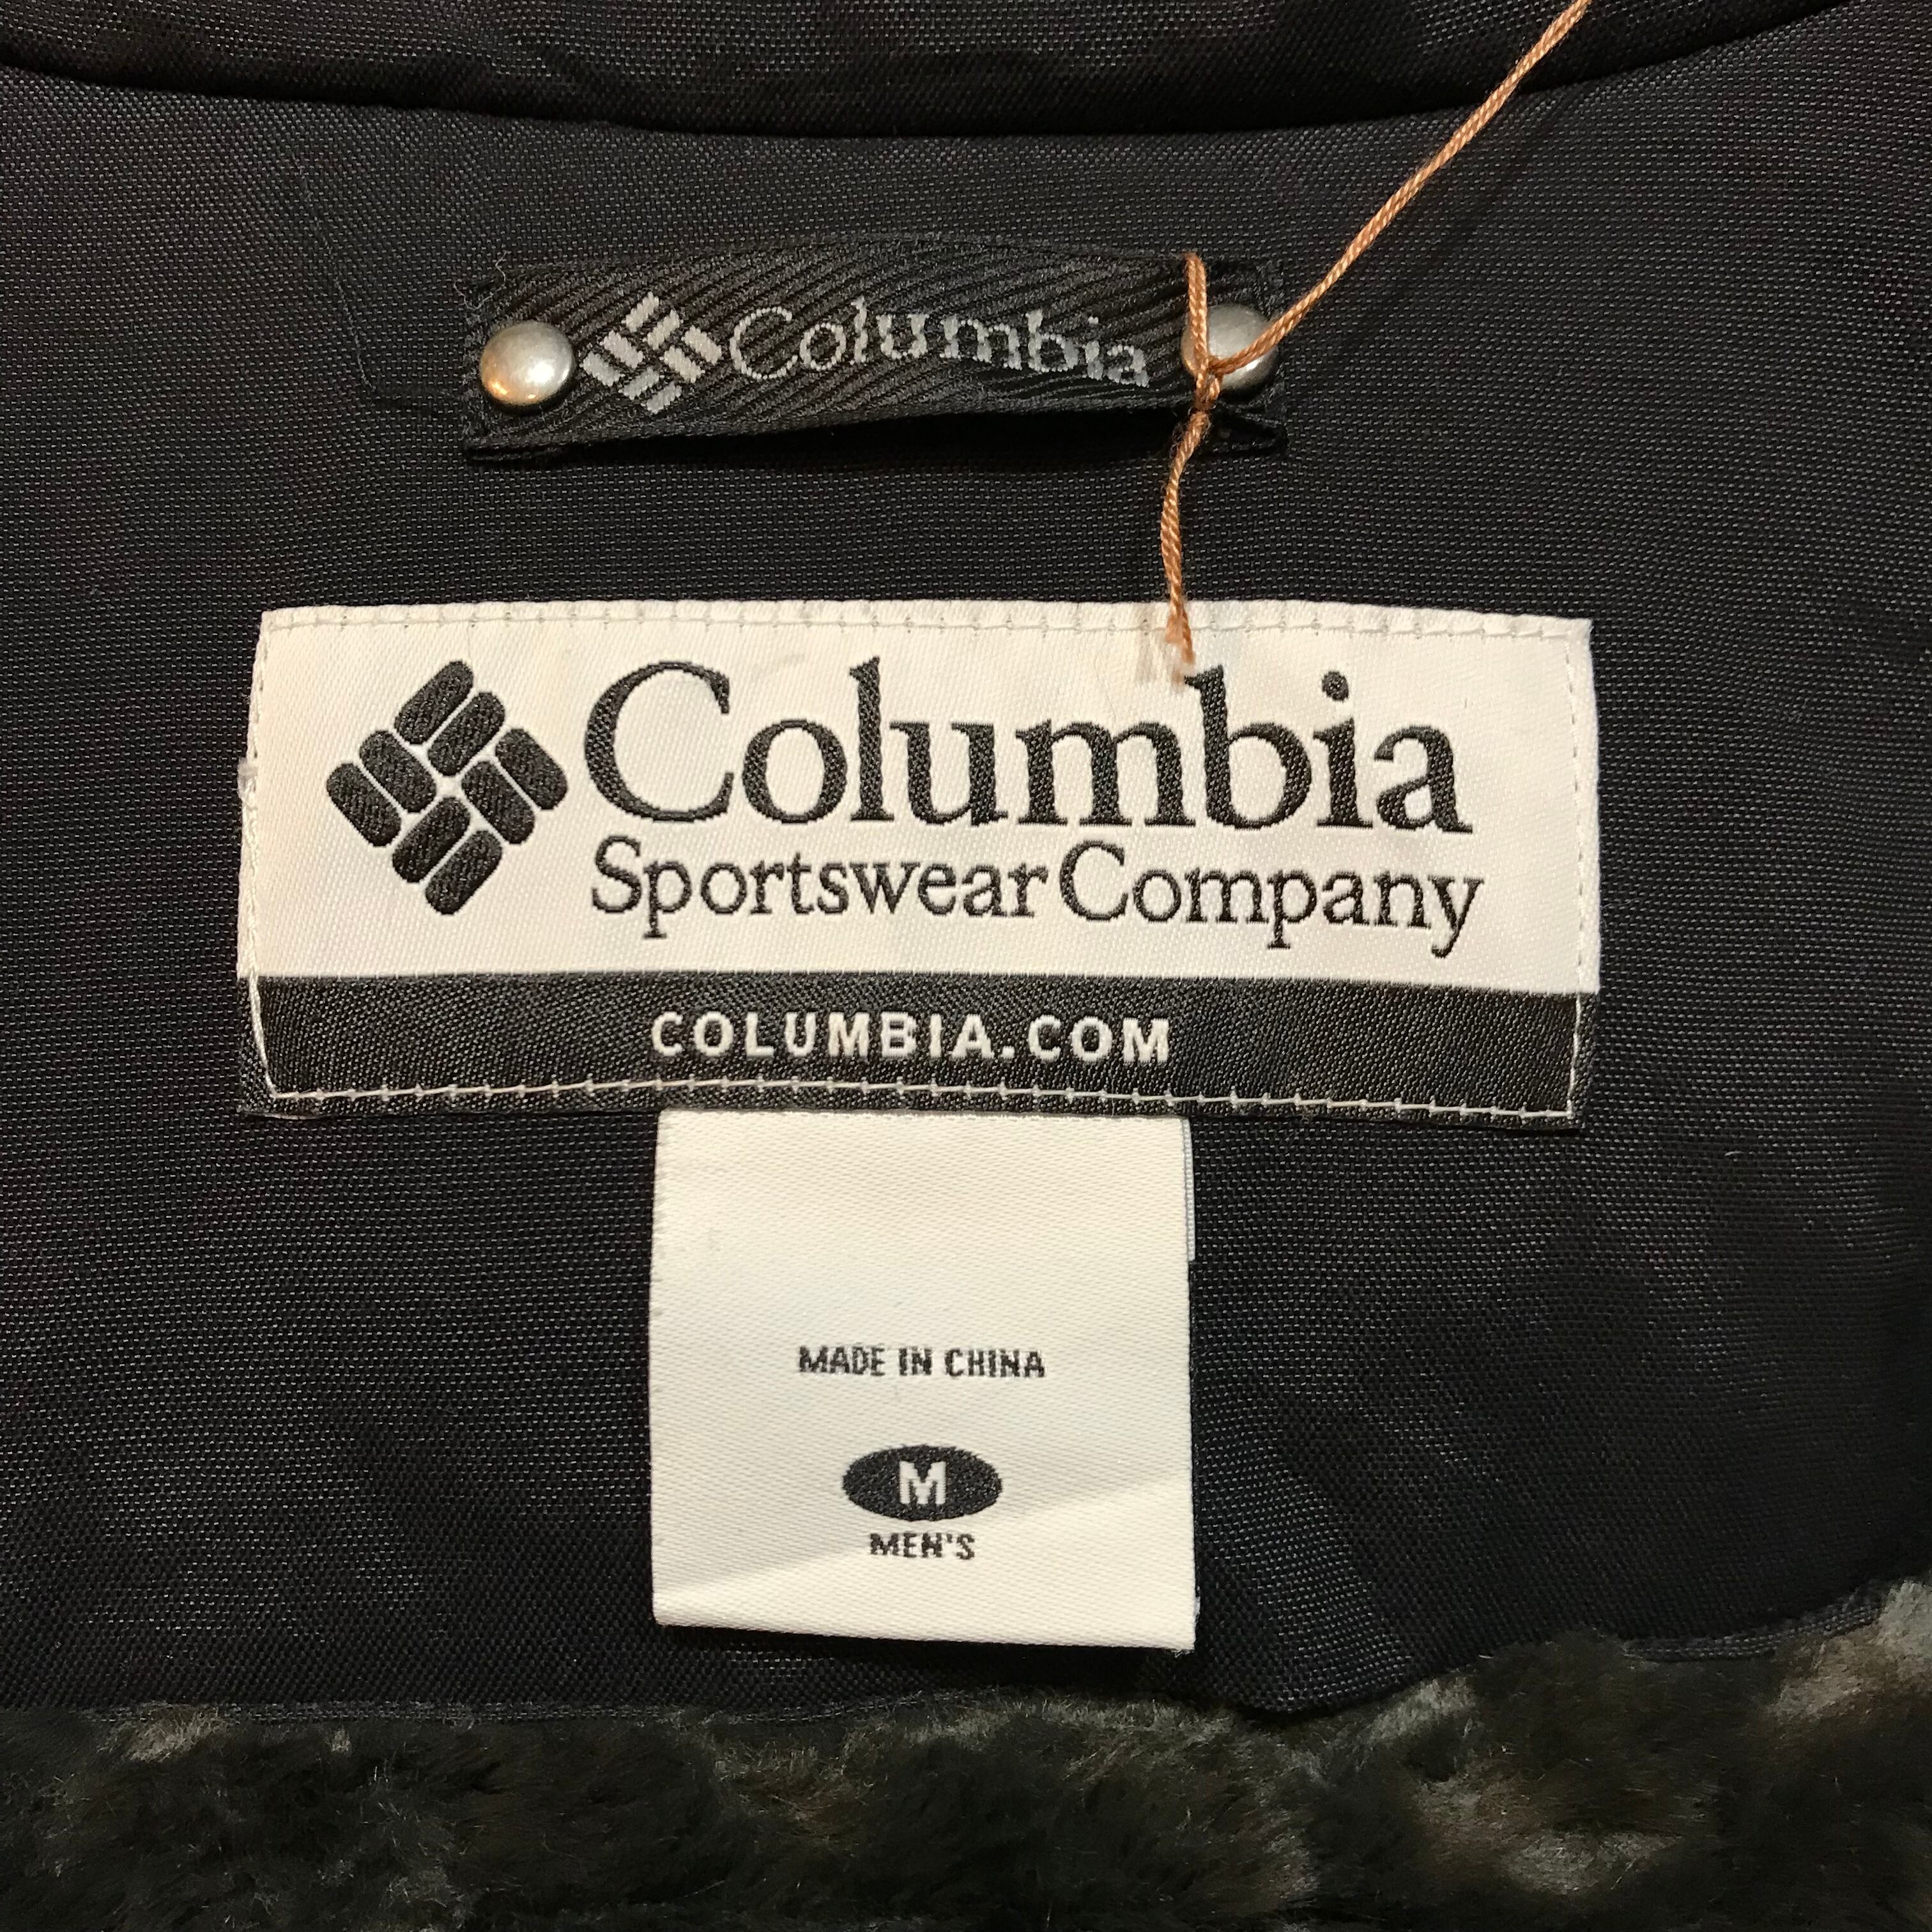 Columbia
Columbia
Sportswear Company
COLUMBIA.COM
MADE IN CHINA
M
MEN'S